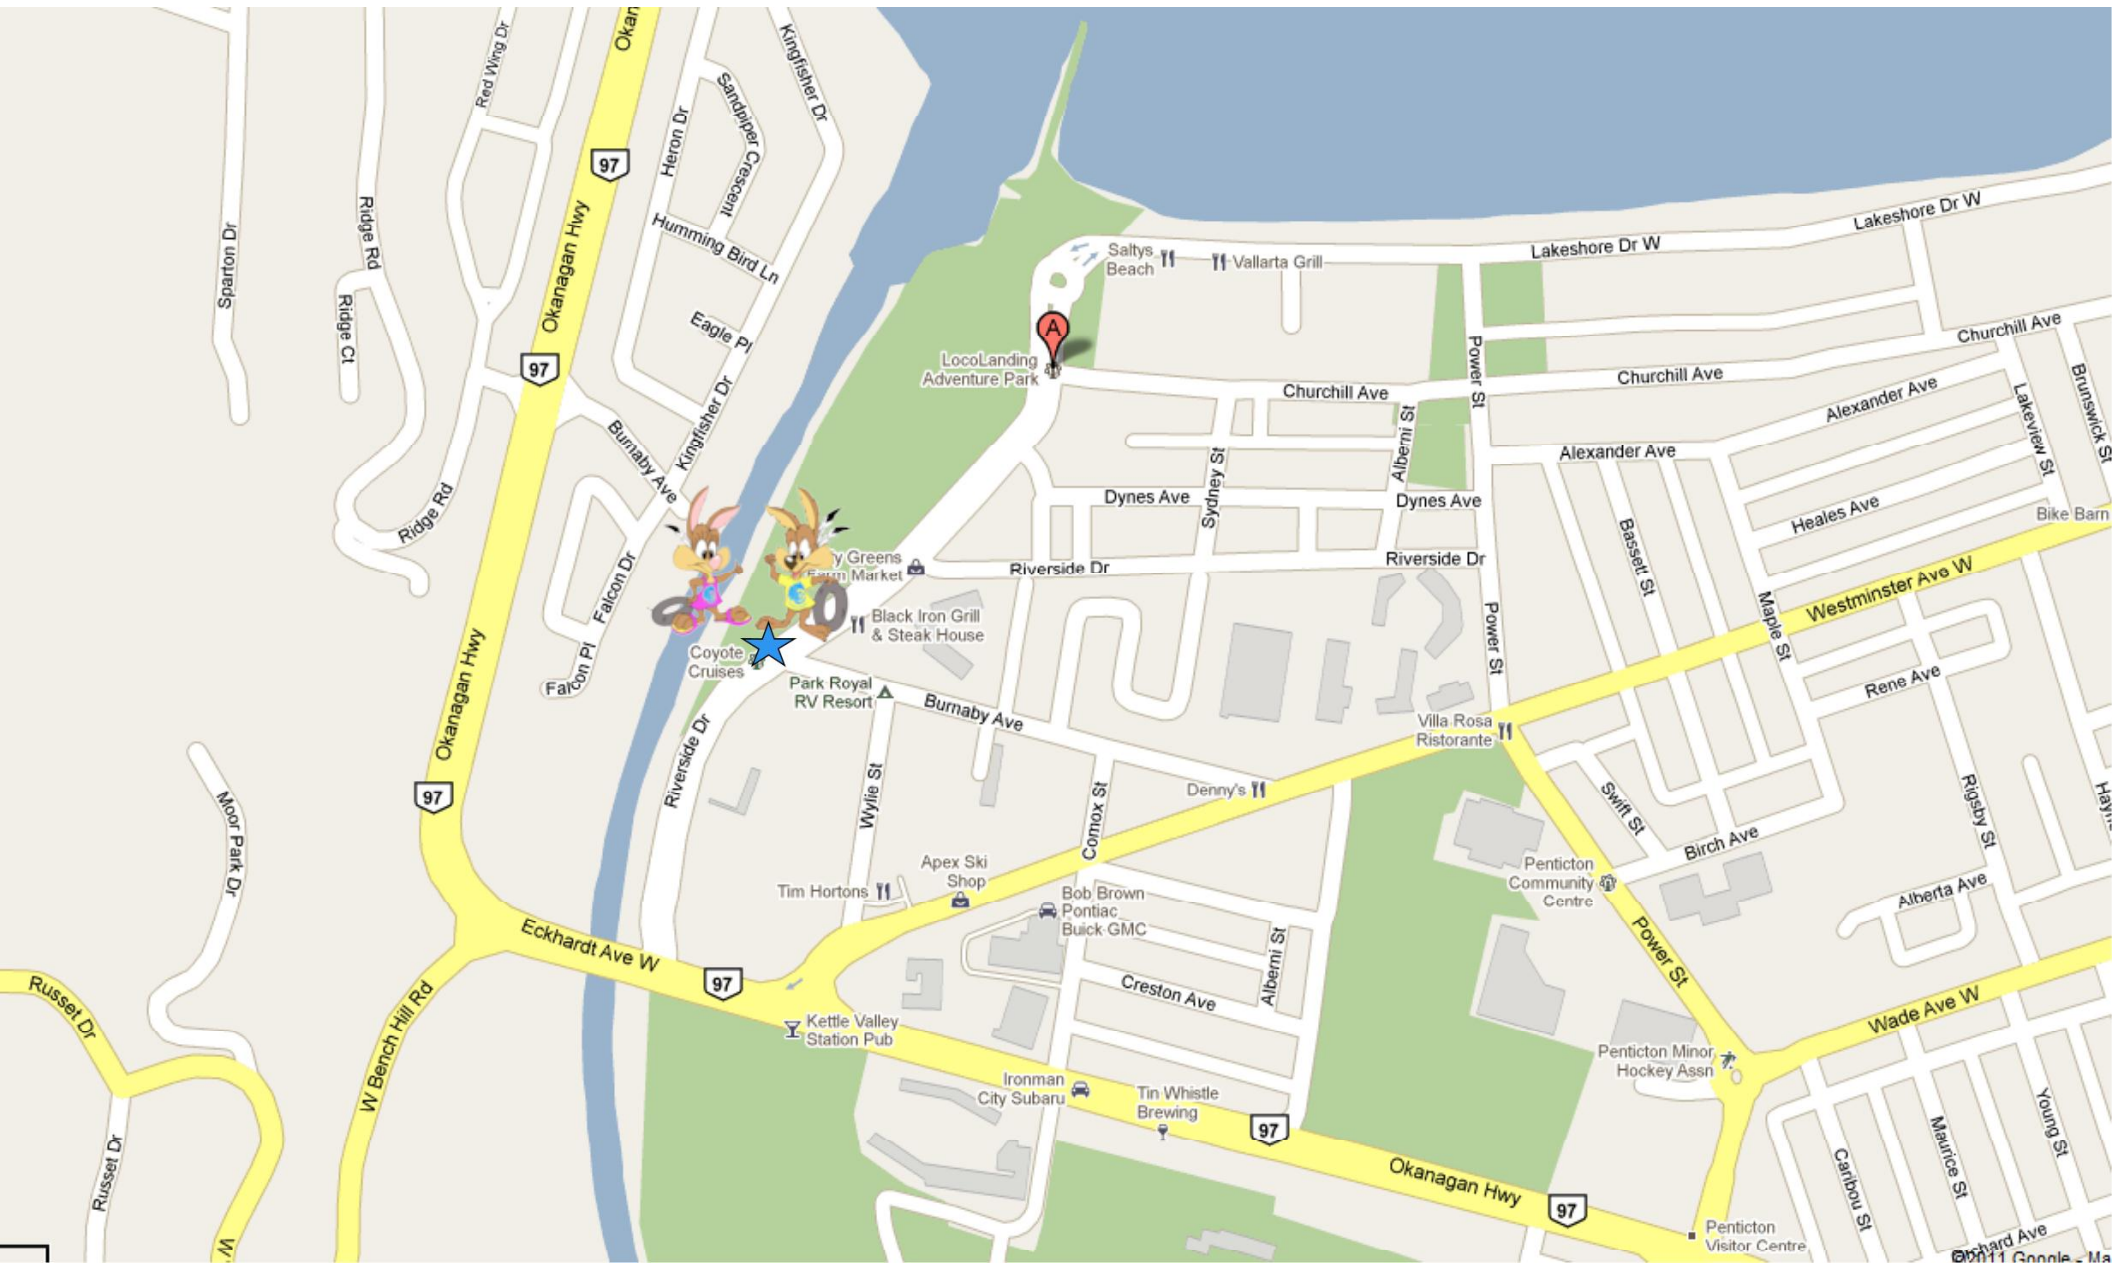 Okan
Red Wing Dr
Kingfisher Dr
Sandpiper Crescent
Heron Dr
97
Ridge Rd
Sparton Dr
Okanagan Hwy
Humming Bird Ln
Ridge Ct
Eagle Pl
97
Kingfisher Dr
Burnaby Ave
Ridge Rd
Falcon Dr
Falcon Pl
Okanagan Hwy
97
Moor Park Dr
Lakeshore Dr W
Lakeshore Dr W
Saltys
Beach
Vallarta Grill
A
LocoLanding
Adventure Park
Churchill Ave
Churchill Ave
Churchill Ave
Power St
Alberni St
Sydney St
Alexander Ave
Alexander Ave
Lakeview St
Brunswick St
Dynes Ave
Dynes Ave
Heales Ave
Bike Barn
Bassett St
Greens
Farm Market
Riverside Dr
Riverside Dr
Westminster Ave W
Maple St
Power St
Black Iron Grill
& Steak House
Coyote
Cruises
Park Royal
RV Resort
Burnaby Ave
Rene Ave
Villa Rosa
Ristorante
Riverside Dr
Wylie St
Comox St
Denny's
Swift St
Rigsby St
Birch Ave
Apex Ski
Shop
Tim Hortons
Bob Brown
Pontiac
Buick GMC
Penticton
Community
Centre
Alberta Ave
Eckhardt Ave W
97
Alberni St
Creston Ave
Power St
Wade Ave W
Russet Dr
W Bench Hill Rd
Kettle Valley
Station Pub
Ironman
City Subaru
Tin Whistle
Brewing
97
Penticton Minor
Hockey Assn
Young St
Maurice St
Caribou St
Russet Dr
Okanagan Hwy
97
Penticton
Visitor Centre
W
Orchard Ave
©2011 Google - Ma